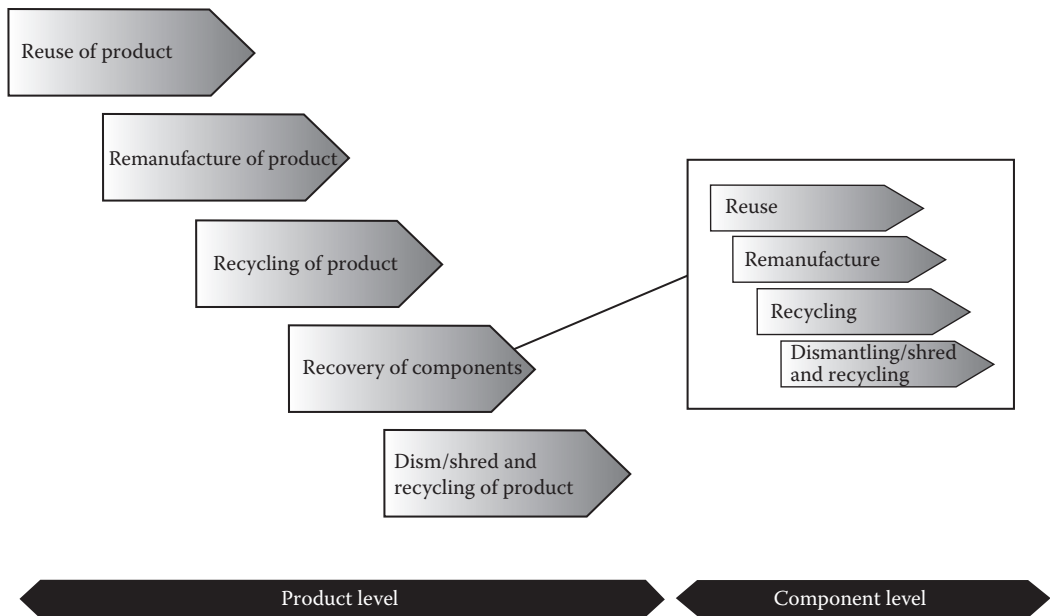 Reuse of product
Remanufacture of product
Recycling of product
Recovery of components
Dism/shred and
recycling of product
Reuse
Remanufacture
Recycling
Dismantling/shred
and recycling
Product level
Component level